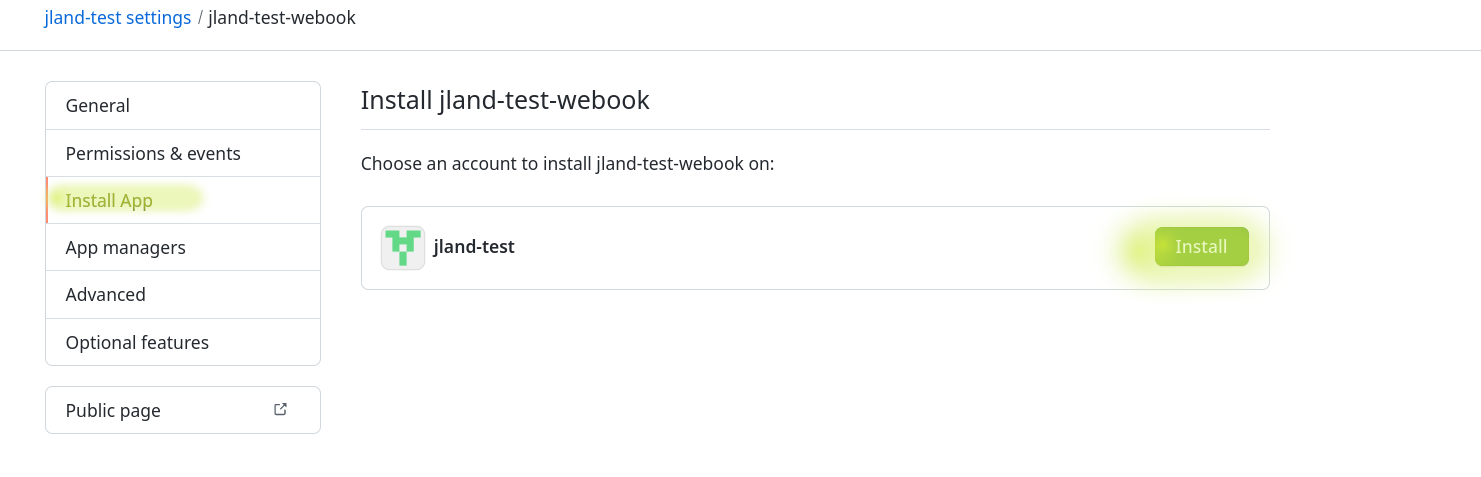 jland-test settings / jland-test-webook
General
Permissions & events
Install App
App managers
Advanced
Optional features
Public page
Install jland-test-webook
Choose an account to install jland-test-webook on:
jland-test
Install